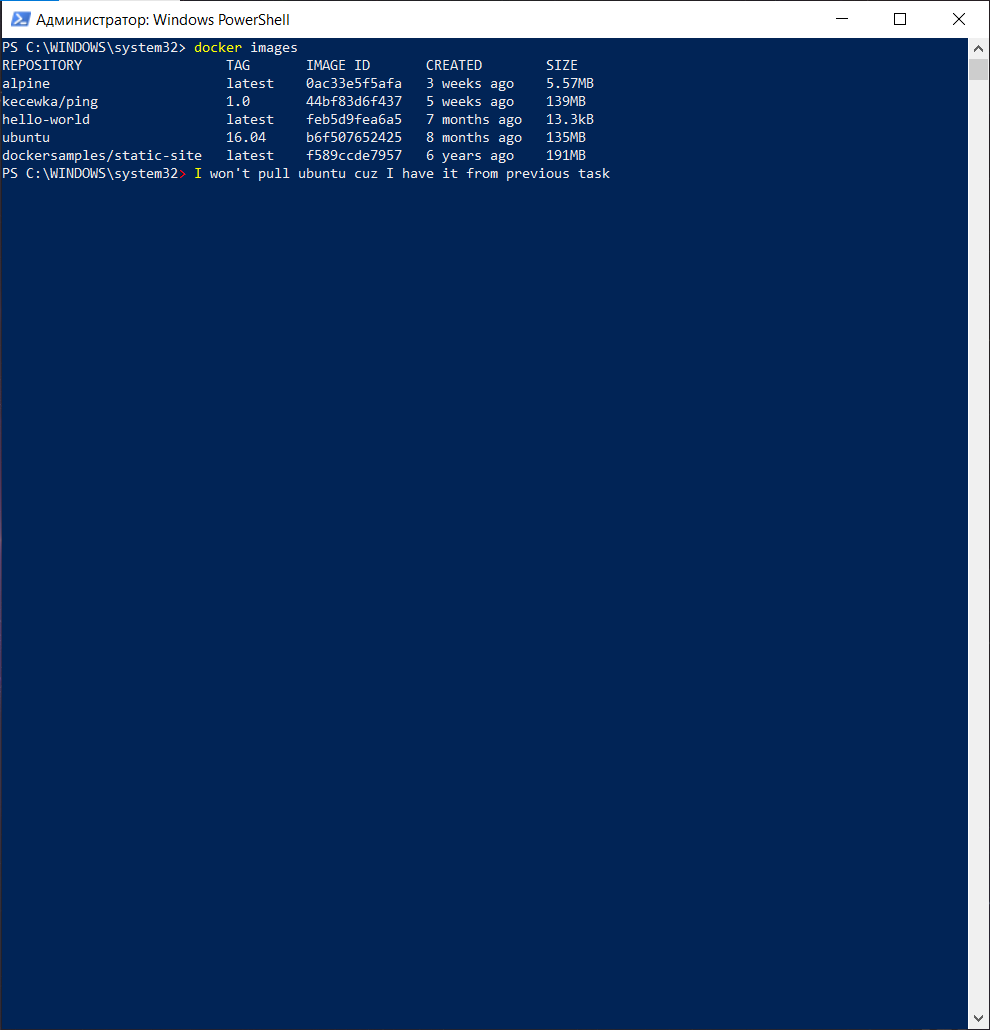 Администратор: Windows PowerShell
PS C:\WINDOWS\system32> docker images
REPOSITORY                  TAG       IMAGE ID       CREATED        SIZE
alpine                      latest    0ac33e5f5afa   3 weeks ago    5.57MB
kecewka/ping                1.0       44bf83d6f437   5 weeks ago    139MB
hello-world                 latest    feb5d9fea6a5   7 months ago   13.3kB
ubuntu                      16.04     b6f507652425   8 months ago   135MB
dockersamples/static-site   latest    f589ccde7957   6 years ago    191MB
PS C:\WINDOWS\system32> I won't pull ubuntu cuz I have it from previous task